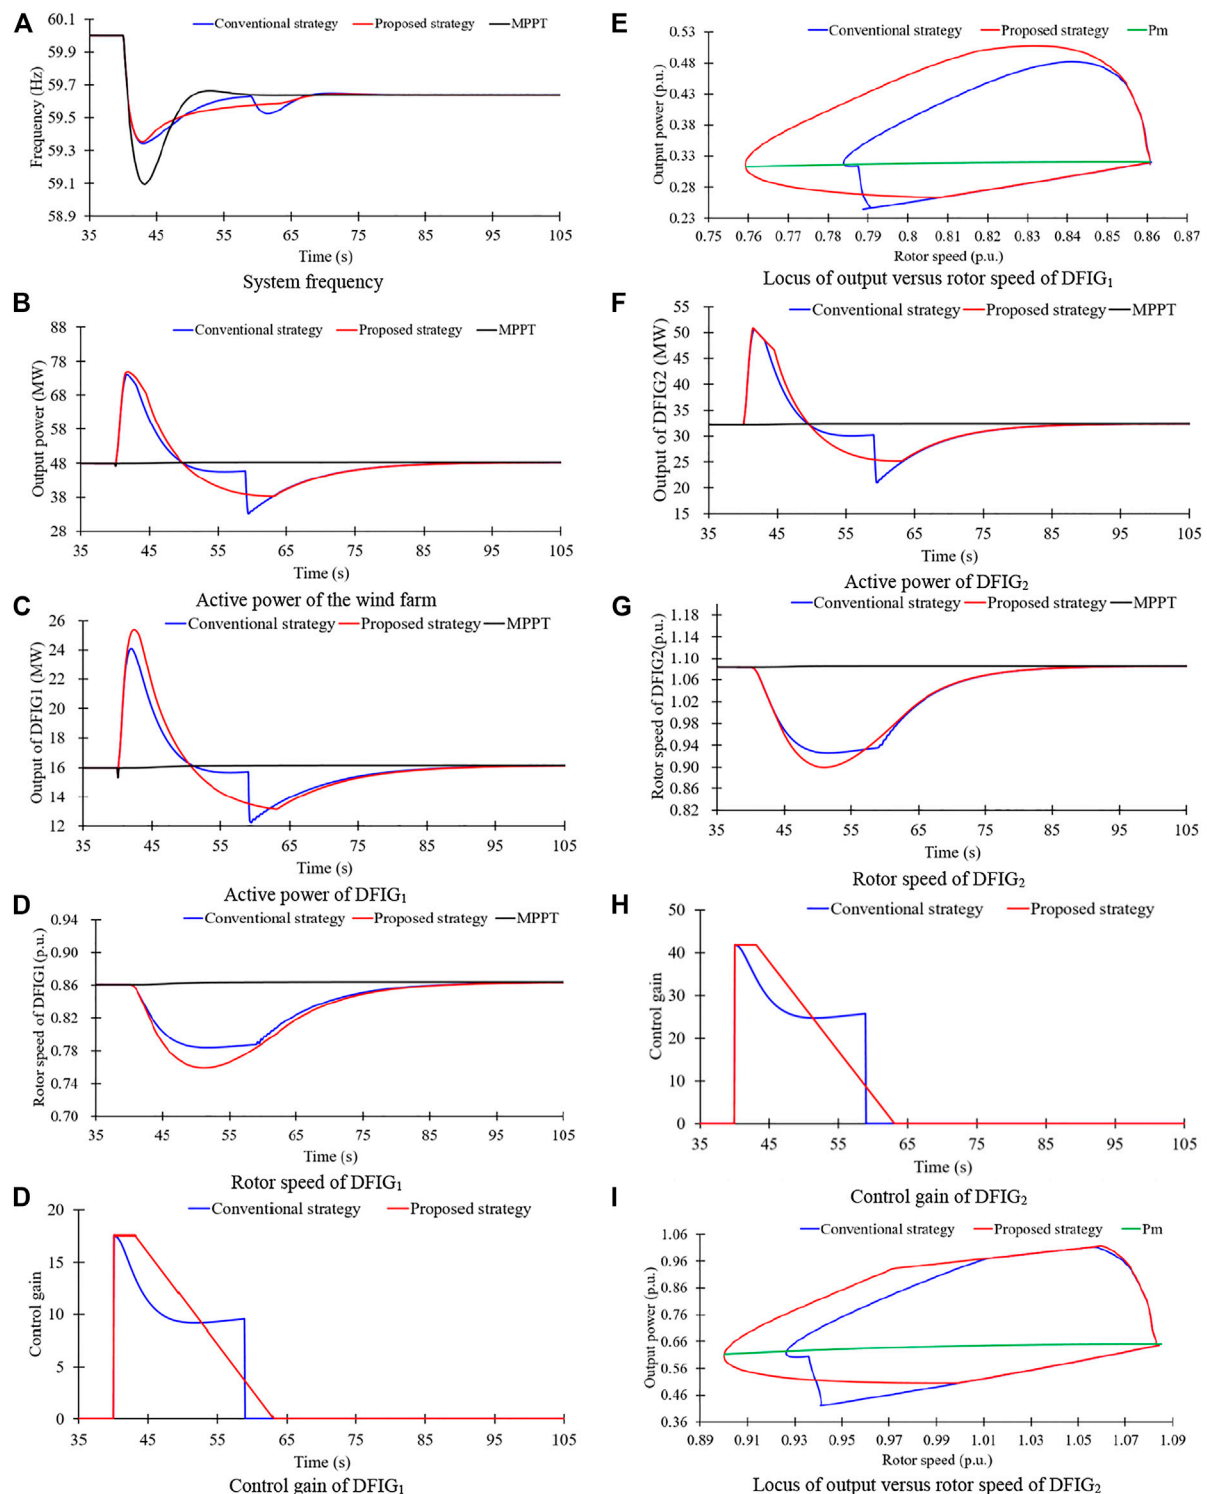 A
Conventional strategy Proposed strategy MPPT
60.1
59.9
59.7
59.5
59.3
59.1
58.9
Frequency (Hz)
35 45 55 65 75 85 95 105
Time (s)
System frequency
B
Conventional strategy Proposed strategy MPPT
88
78
68
58
48
38
28
Output power (MW)
35 45 55 65 75 85 95 105
Time (s)
Active power of the wind farm
C
Conventional strategy Proposed strategy MPPT
26
24
22
20
18
16
14
12
Output of DFIG1 (MW)
35 45 55 65 75 85 95 105
Time (s)
Active power of DFIG₁
D
Conventional strategy Proposed strategy MPPT
0.94
0.90
0.86
0.82
0.78
0.74
0.70
Rotor speed of DFIG1(p.u.)
35 45 55 65 75 85 95 105
Time (s)
Rotor speed of DFIG₁
D
Conventional strategy Proposed strategy
20
15
10
5
0
Control gain
35 45 55 65 75 85 95 105
Time (s)
Control gain of DFIG₁
E
Conventional strategy Proposed strategy Pm
0.53
0.48
0.43
0.38
0.33
0.28
0.23
Output power (p.u.)
0.75 0.76 0.77 0.78 0.79 0.8 0.81 0.82 0.83 0.84 0.85 0.86 0.87
Rotor speed (p.u.)
Locus of output versus rotor speed of DFIG₁
F
Conventional strategy Proposed strategy MPPT
55
50
45
40
35
30
25
20
15
Output of DFIG2 (MW)
35 45 55 65 75 85 95 105
Time (s)
Active power of DFIG₂
G
Conventional strategy Proposed strategy MPPT
1.18
1.14
1.10
1.06
1.02
0.98
0.94
0.90
0.86
0.82
Rotor speed of DFIG2(p.u.)
35 45 55 65 75 85 95 105
Time (s)
Rotor speed of DFIG₂
H
Conventional strategy Proposed strategy
50
40
30
20
10
0
Control gain
35 45 55 65 75 85 95 105
Time (s)
Control gain of DFIG₂
I
Conventional strategy Proposed strategy Pm
1.06
0.96
0.86
0.76
0.66
0.56
0.46
0.36
Output power (p.u.)
0.89 0.91 0.93 0.95 0.97 0.99 1.01 1.03 1.05 1.07 1.09
Rotor speed (p.u.)
Locus of output versus rotor speed of DFIG₂